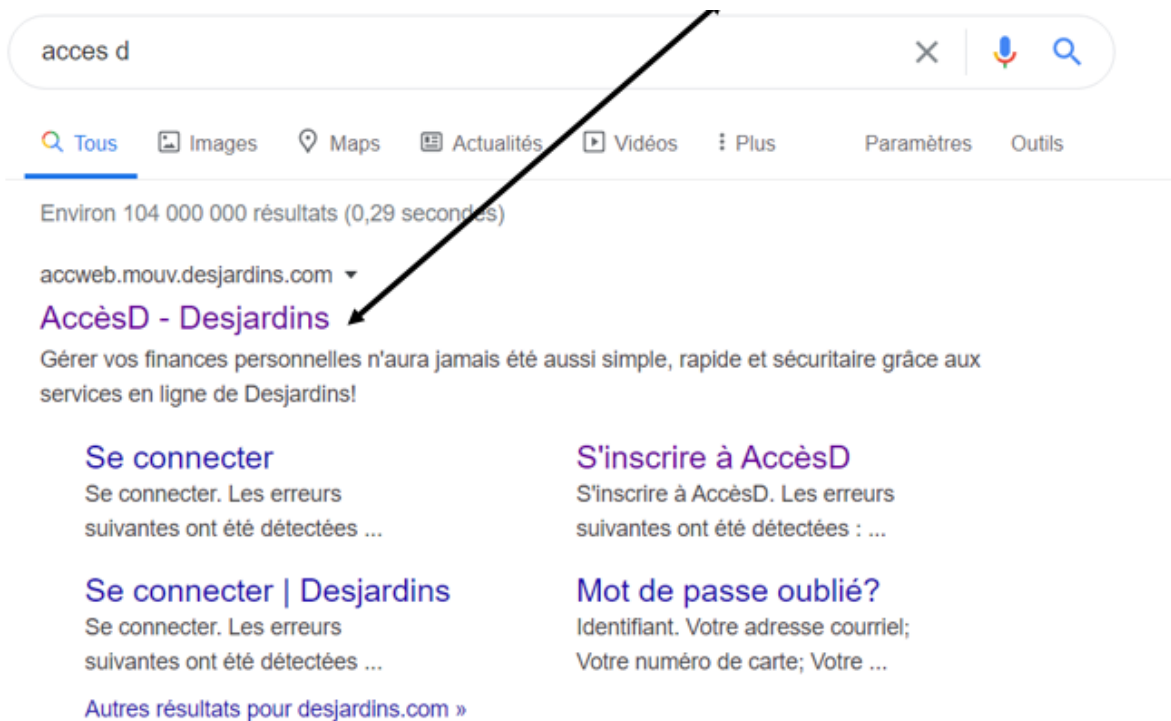 acces d
Tous Images Maps Actualités Vidéos Plus Paramètres Outils
Environ 104 000 000 résultats (0,29 secondes)
accweb.mouv.desjardins.com
AccèsD - Desjardins
Gérer vos finances personnelles n'aura jamais été aussi simple, rapide et sécuritaire grâce aux
services en ligne de Desjardins!
Se connecter
Se connecter. Les erreurs
suivantes ont été détectées ...
S'inscrire à AccèsD
S'inscrire à AccèsD. Les erreurs
suivantes ont été détectées : ...
Se connecter | Desjardins
Se connecter. Les erreurs
suivantes ont été détectées ...
Mot de passe oublié?
Identifiant. Votre adresse courriel;
Votre numéro de carte; Votre ...
Autres résultats pour desjardins.com »